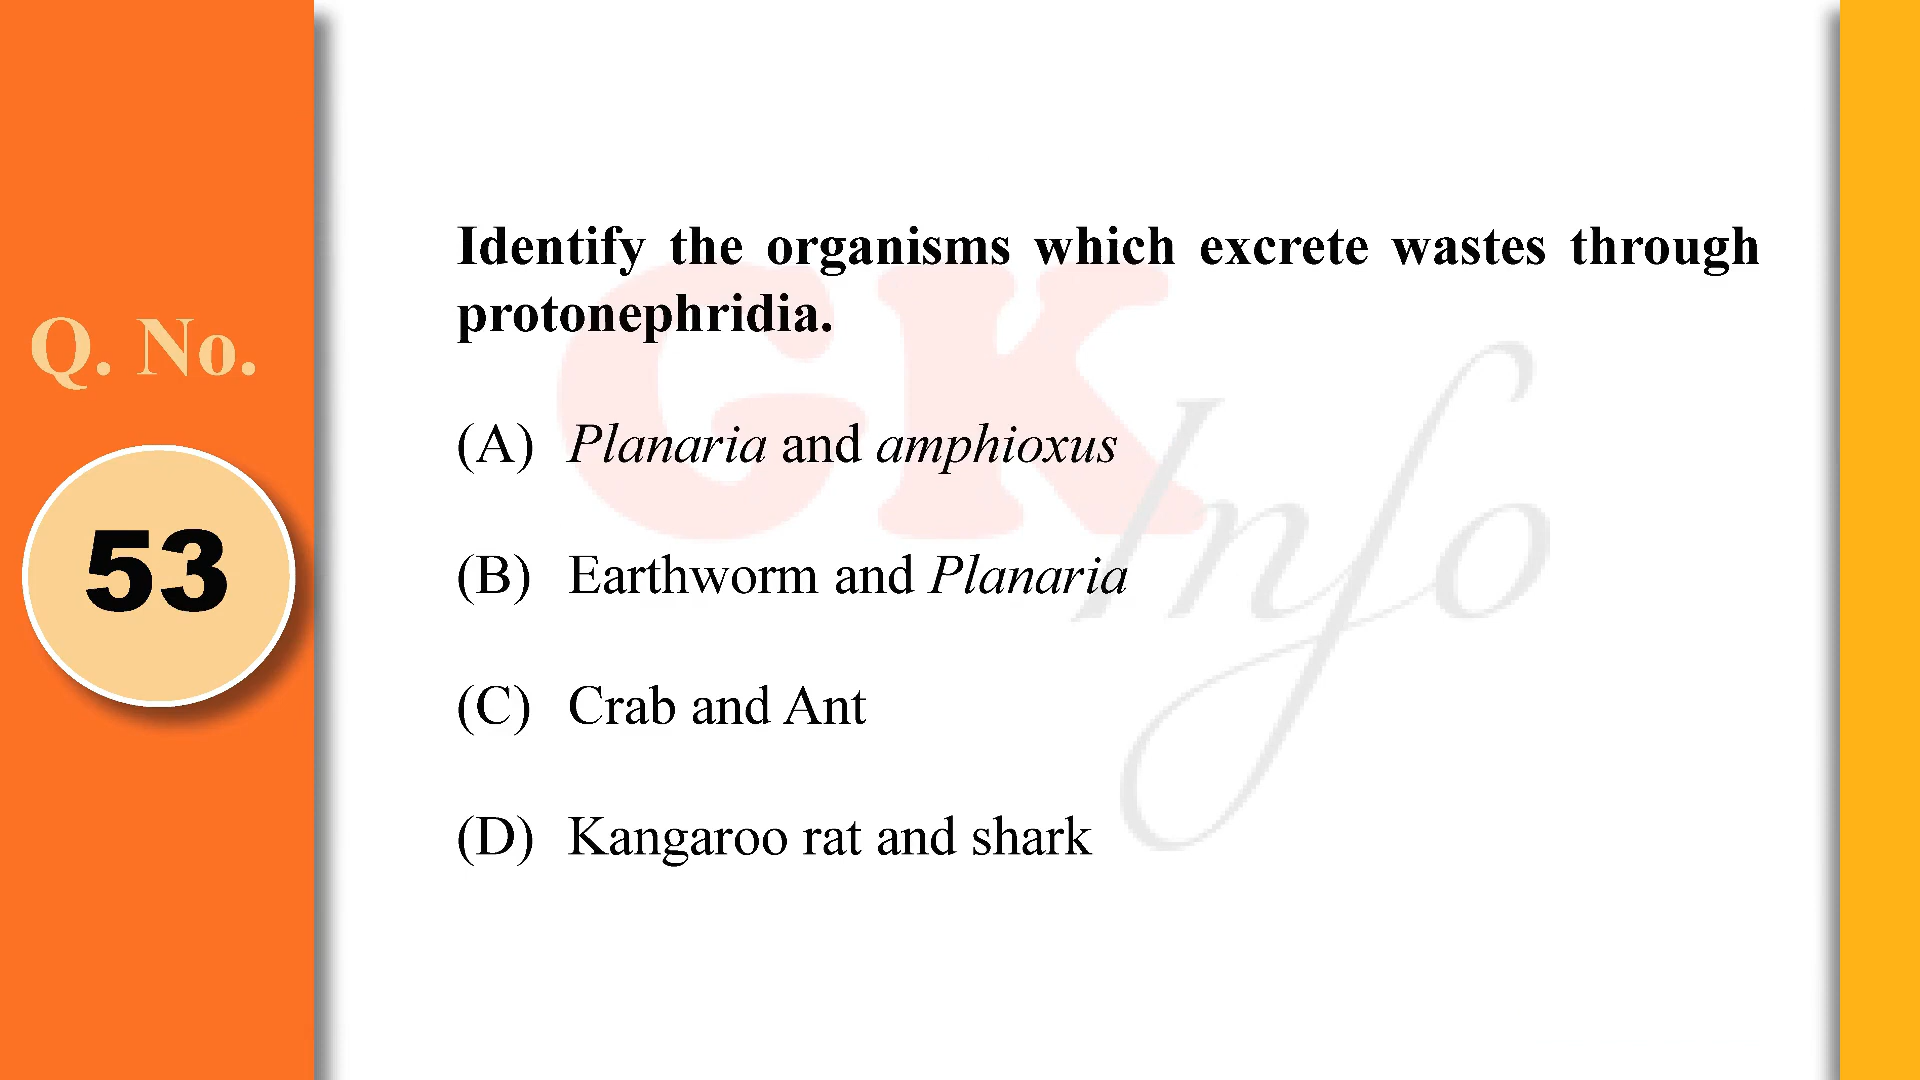 Q. No.
53
Identify the organisms which excrete wastes through
protonephridia.
(A) Planaria and amphioxus
(B) Earthworm and Planaria
(C) Crab and Ant
(D) Kangaroo rat and shark
GK
Info